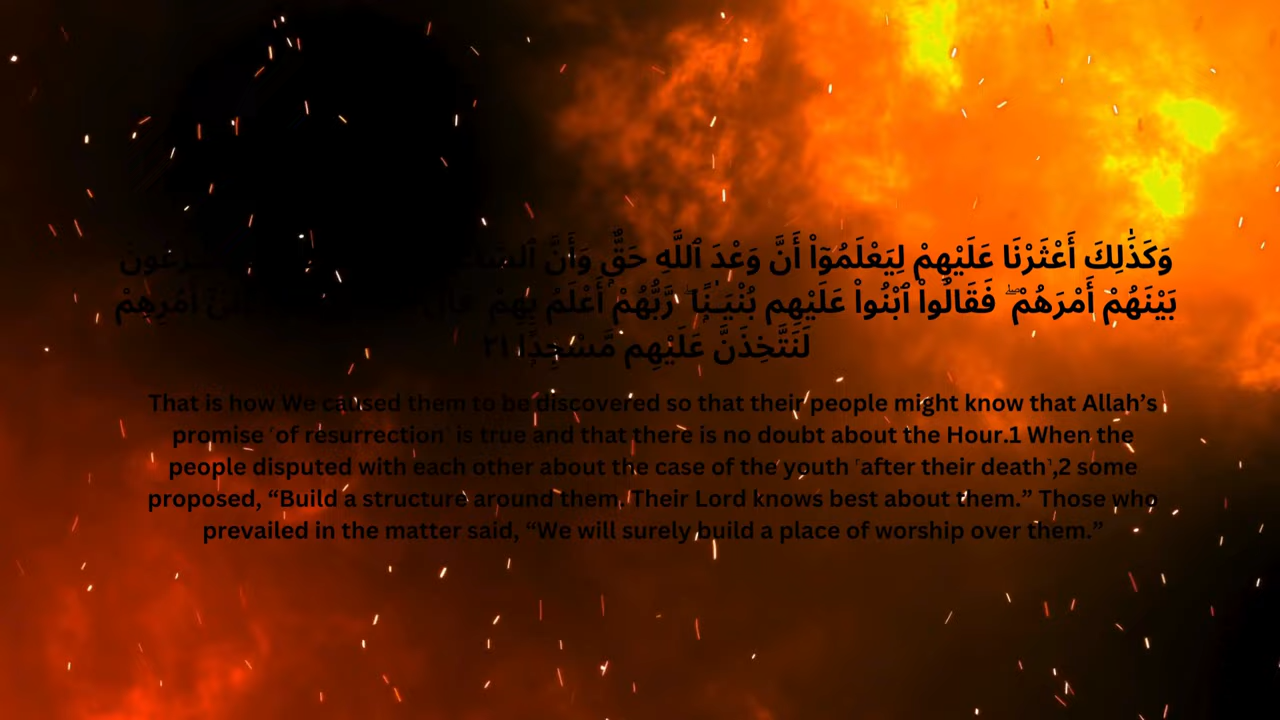 وَكَذَٰلِكَ أَعْثَرْنَا عَلَيْهِمْ لِيَعْلَمُوٓا۟ أَنَّ وَعْدَ ٱللَّهِ حَقٌّۭ وَأَنَّ
بَيْنَهُمْ أَمْرَهُمْ ۖ فَقَالُوا۟ ٱبْنُوا۟ عَلَيْهِم بُنْيَـٰنًۭا ۖ رَّبُّهُمْ أَعْلَمُ بِهِمْ ۚ قَالَ عَلَىٰٓ أَمْرِهِمْ
لَنَتَّخِذَنَّ عَلَيْهِم مَّسْجِدًۭا ٢١
That is how We caused them to be discovered so that their people might know that Allah’s
promise ˹of resurrection˺ is true and that there is no doubt about the Hour.1 When the
people disputed with each other about the case of the youth ˹after their death˺,2 some
proposed, “Build a structure around them. Their Lord knows best about them.” Those who
prevailed in the matter said, “We will surely build a place of worship over them.”